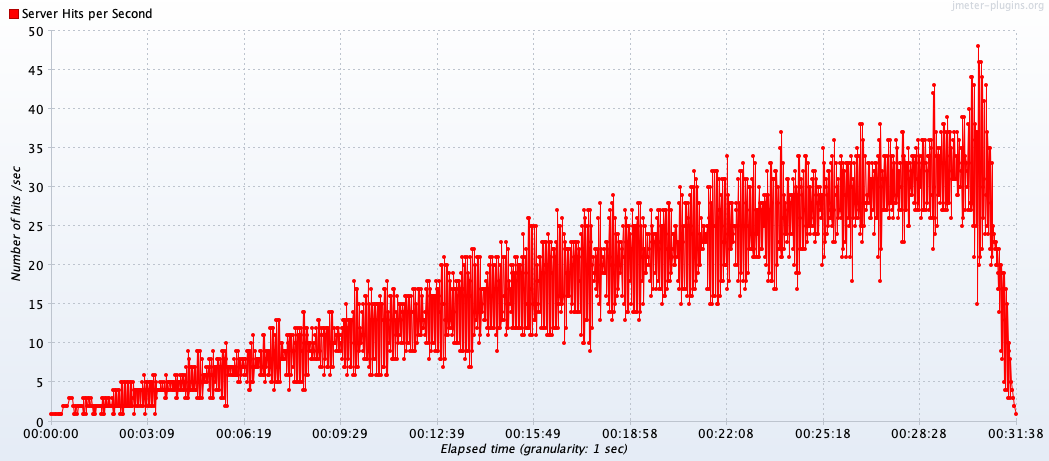 jmeter-plugins.org
Server Hits per Second
50
45
40
35
30
25
20
15
10
5
0
Number of hits /sec
00:00:00 00:03:09 00:06:19 00:09:29 00:12:39 00:15:49 00:18:58 00:22:08 00:25:18 00:28:28 00:31:38
Elapsed time (granularity: 1 sec)